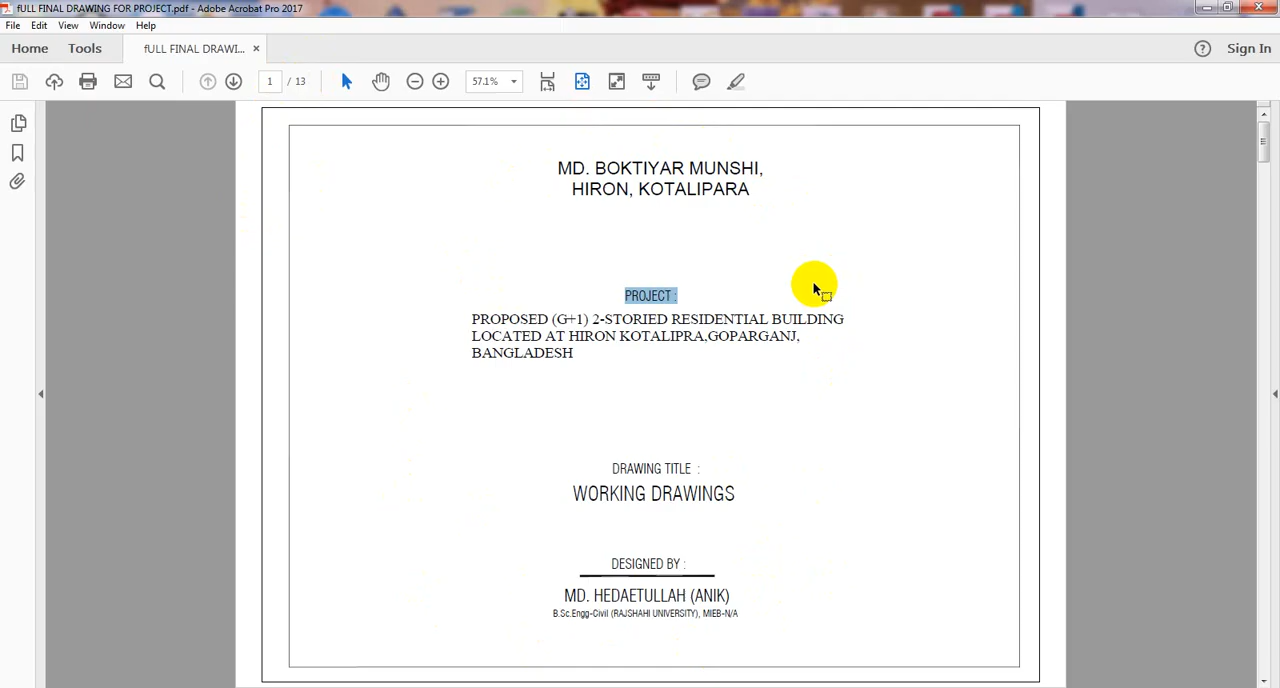 fULL FINAL DRAWING FOR PROJECT.pdf - Adobe Acrobat Pro 2017
File Edit View Window Help
Home Tools fULL FINAL DRAWI... × Sign In
1 / 13 57.1%
MD. BOKTIYAR MUNSHI,
HIRON, KOTALIPARA
PROJECT :
PROPOSED (G+1) 2-STORIED RESIDENTIAL BUILDING
LOCATED AT HIRON KOTALIPRA,GOPARGANJ,
BANGLADESH
DRAWING TITLE :
WORKING DRAWINGS
DESIGNED BY :
MD. HEDAETULLAH (ANIK)
B.Sc.Engg-Civil (RAJSHAHI UNIVERSITY), MIEB-N/A